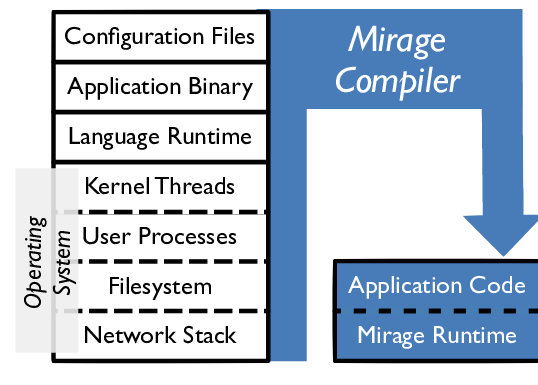 Configuration Files
Application Binary
Language Runtime
Kernel Threads
User Processes
Filesystem
Network Stack
Operating
System
Mirage
Compiler
Application Code
Mirage Runtime